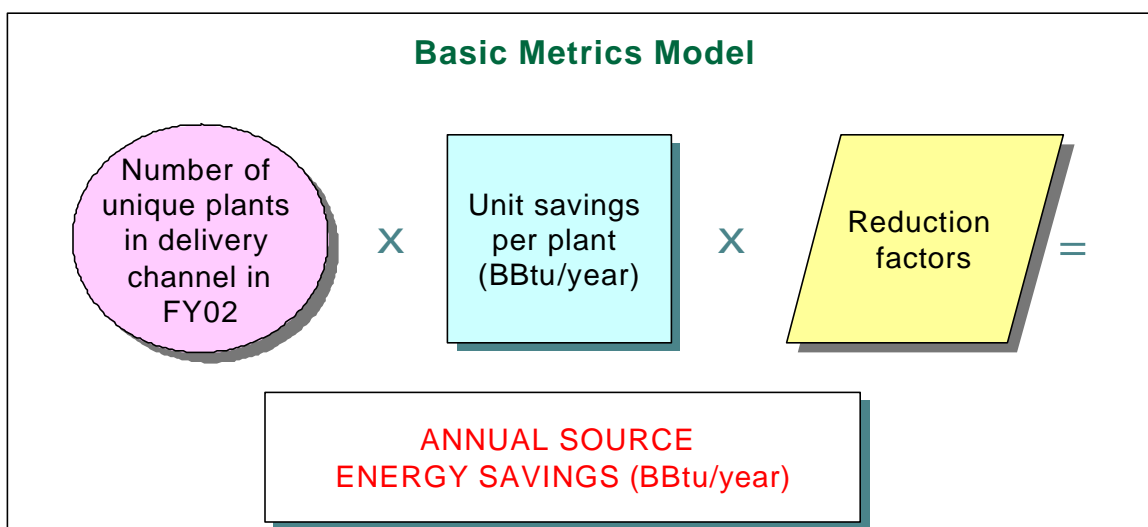 Basic Metrics Model
Number of
unique plants
in delivery
channel in
FY02
x
Unit savings
per plant
(BBtu/year)
x
Reduction
factors
=
ANNUAL SOURCE
ENERGY SAVINGS (BBtu/year)